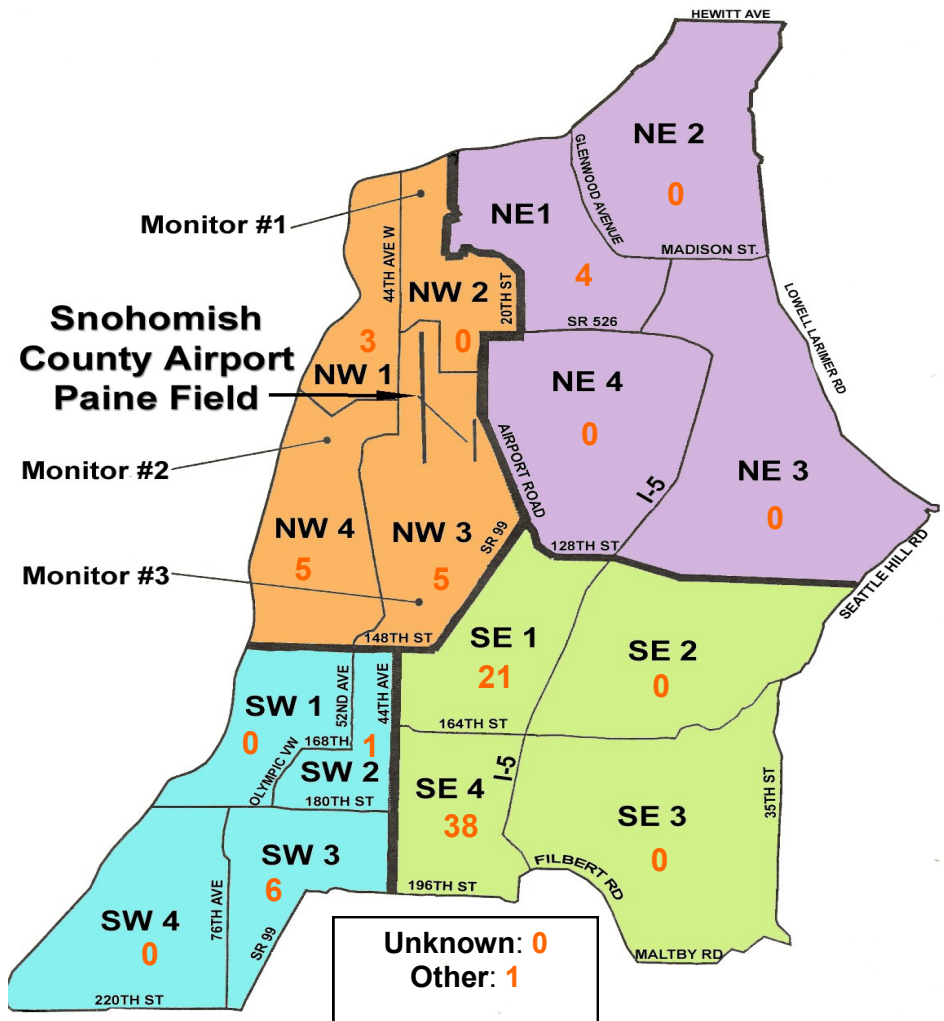 HEWITT AVE
NE 2
0
GLENWOOD AVENUE
MADISON ST.
NE1
4
SR 526
20TH ST
LOWELL LARIMER RD
Monitor #1
44TH AVE W
NW 2
0
Snohomish
County Airport
Paine Field
3
NW 1
NE 4
0
AIRPORT ROAD
I-5
NE 3
0
Monitor #2
NW 4
5
NW 3
5
SR 99
128TH ST
SEATTLE HILL RD
Monitor #3
148TH ST
SE 1
21
SE 2
0
164TH ST
SW 1
0
52ND AVE
44TH AVE
168TH
1
OLYMPIC VW
SW 2
180TH ST
SE 4
38
I-5
SE 3
0
35TH ST
SW 3
6
76TH AVE
SR 99
196TH ST
FILBERT RD
MALTBY RD
SW 4
0
220TH ST
Unknown: 0
Other: 1